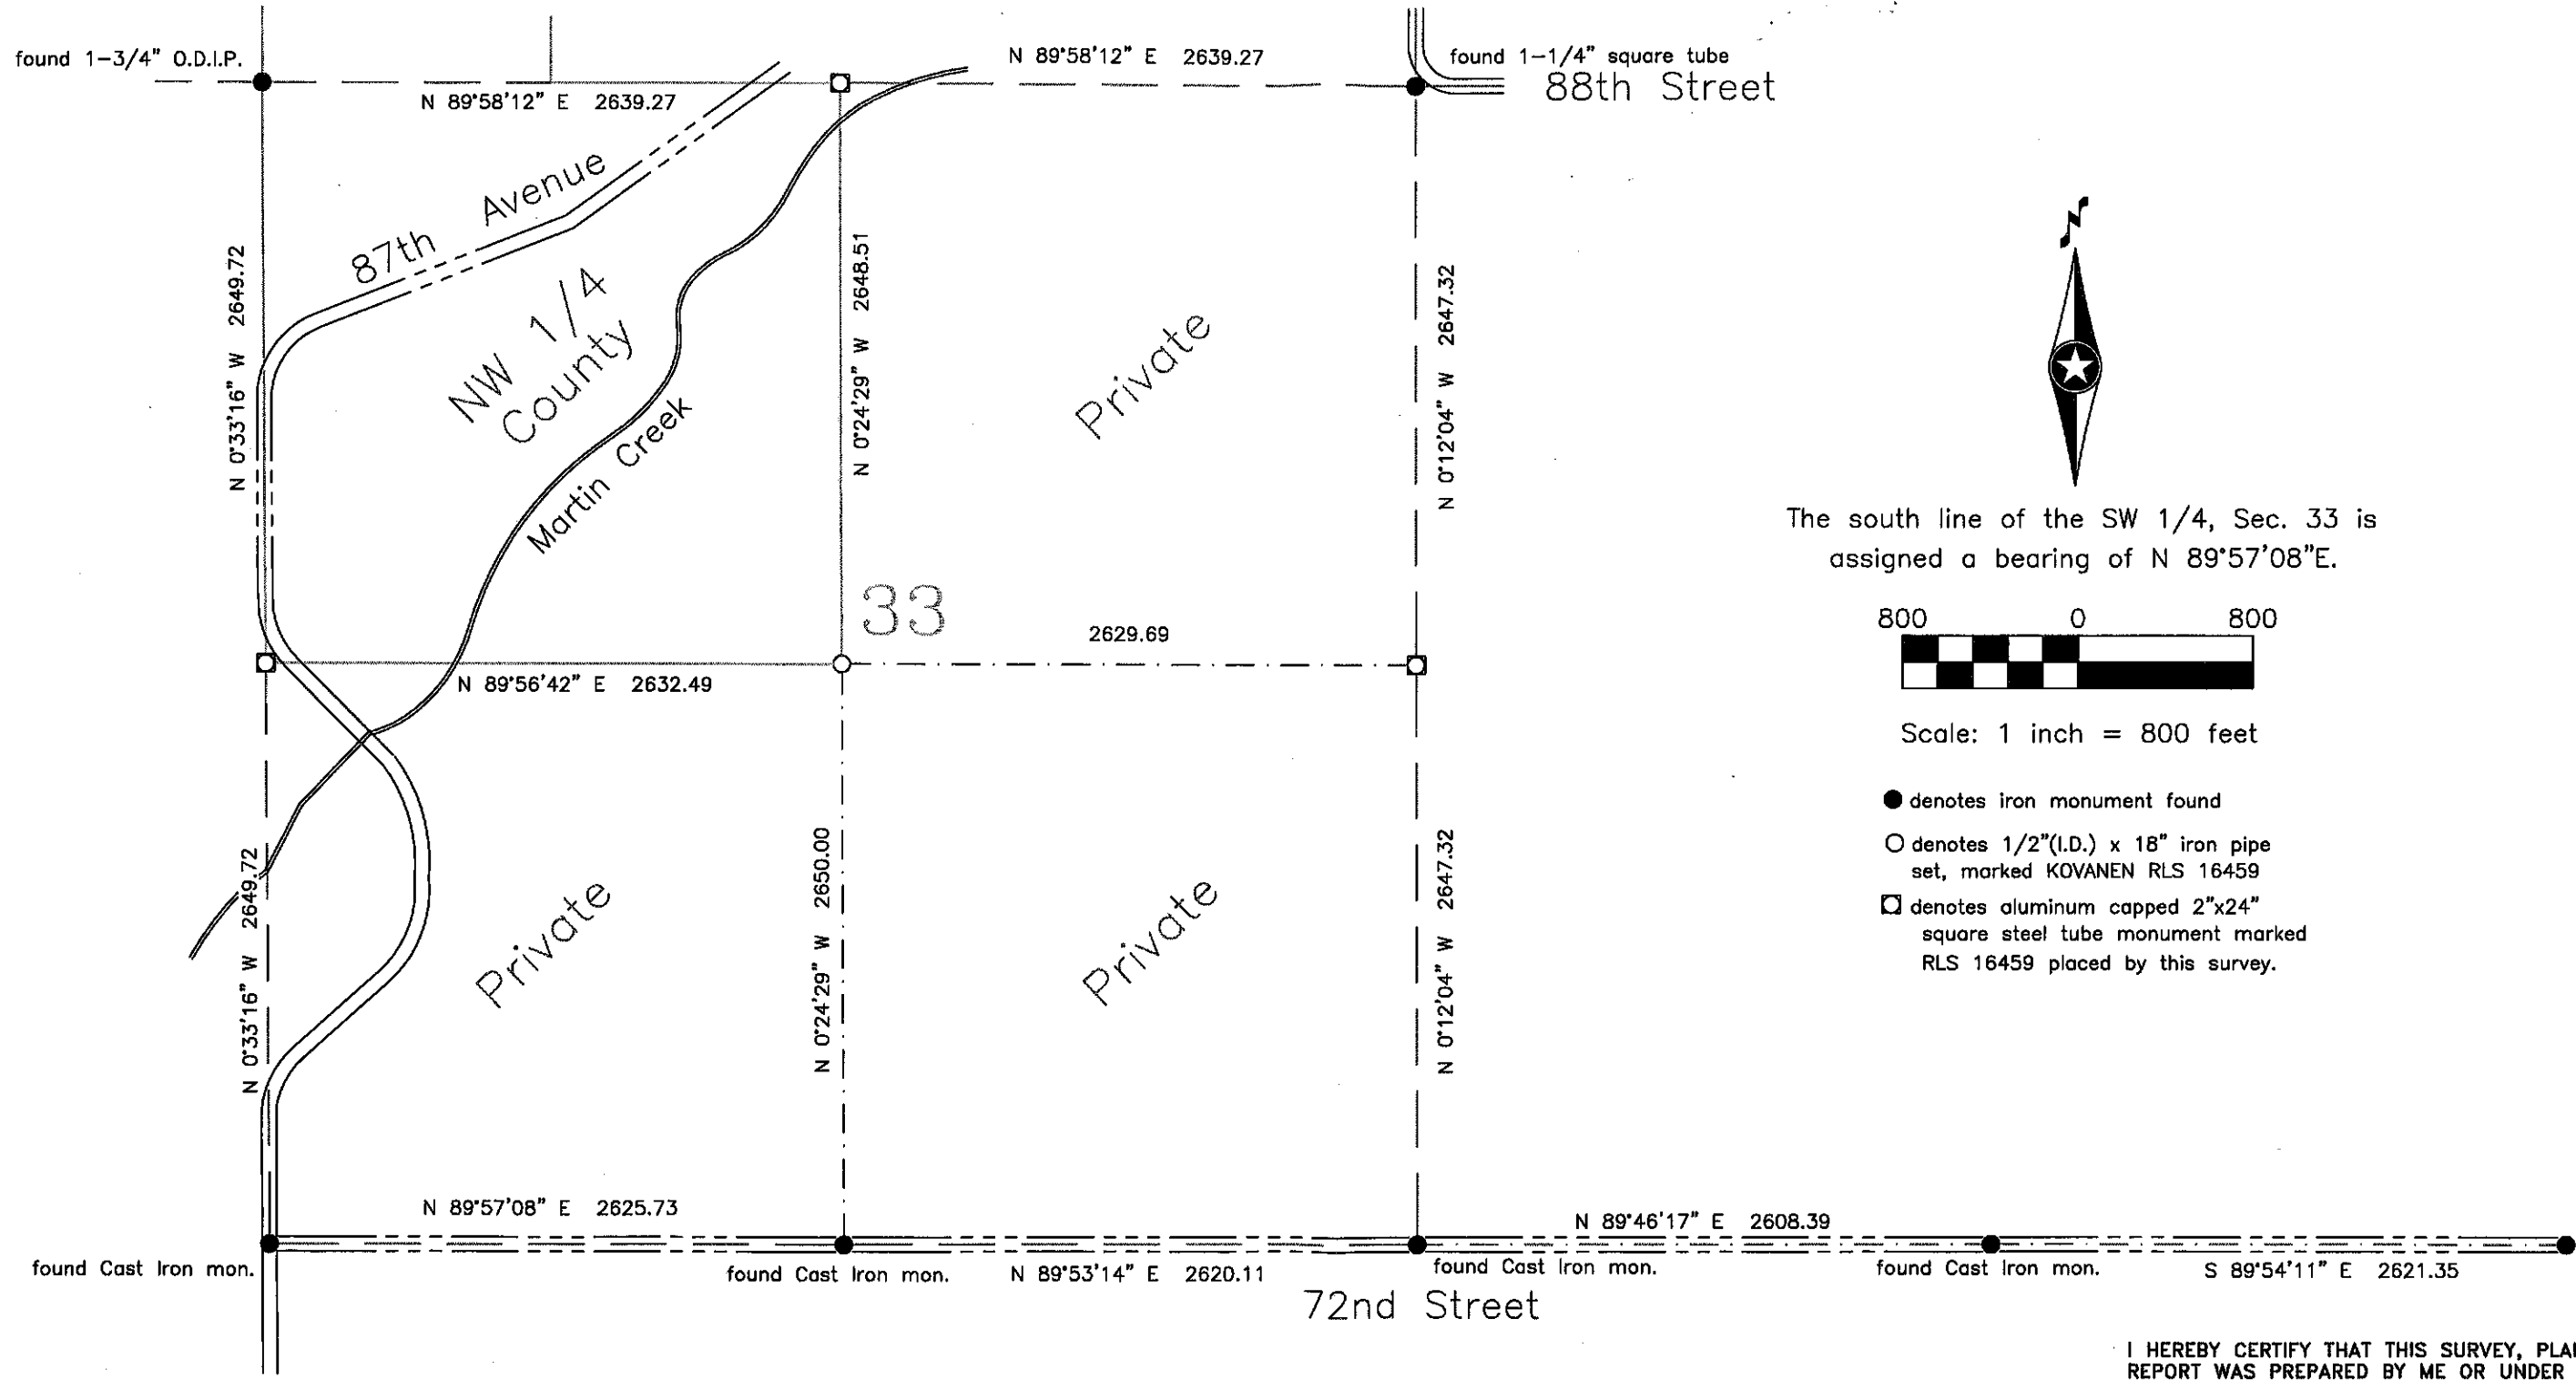 found 1-3/4" O.D.I.P.
N 89°58'12" E 2639.27
N 89°58'12" E 2639.27
found 1-1/4" square tube
88th Street
87th Avenue
NW 1/4
County
Martin Creek
N 0°33'16" W 2649.72
N 0°24'29" W 2648.51
Private
N 0°12'04" W 2647.32
N
The south line of the SW 1/4, Sec. 33 is
assigned a bearing of N 89°57'08"E.
800 0 800
Scale: 1 inch = 800 feet
denotes iron monument found
denotes 1/2"(I.D.) x 18" iron pipe
set, marked KOVANEN RLS 16459
denotes aluminum capped 2"x24"
square steel tube monument marked
RLS 16459 placed by this survey.
33
2629.69
N 89°56'42" E 2632.49
N 0°33'16" W 2649.72
Private
N 0°24'29" W 2650.00
Private
N 0°12'04" W 2647.32
N 89°57'08" E 2625.73
N 89°46'17" E 2608.39
found Cast Iron mon.
found Cast Iron mon.
N 89°53'14" E 2620.11
found Cast Iron mon.
found Cast Iron mon.
S 89°54'11" E 2621.35
72nd Street
I HEREBY CERTIFY THAT THIS SURVEY, PLA
REPORT WAS PREPARED BY ME OR UNDER